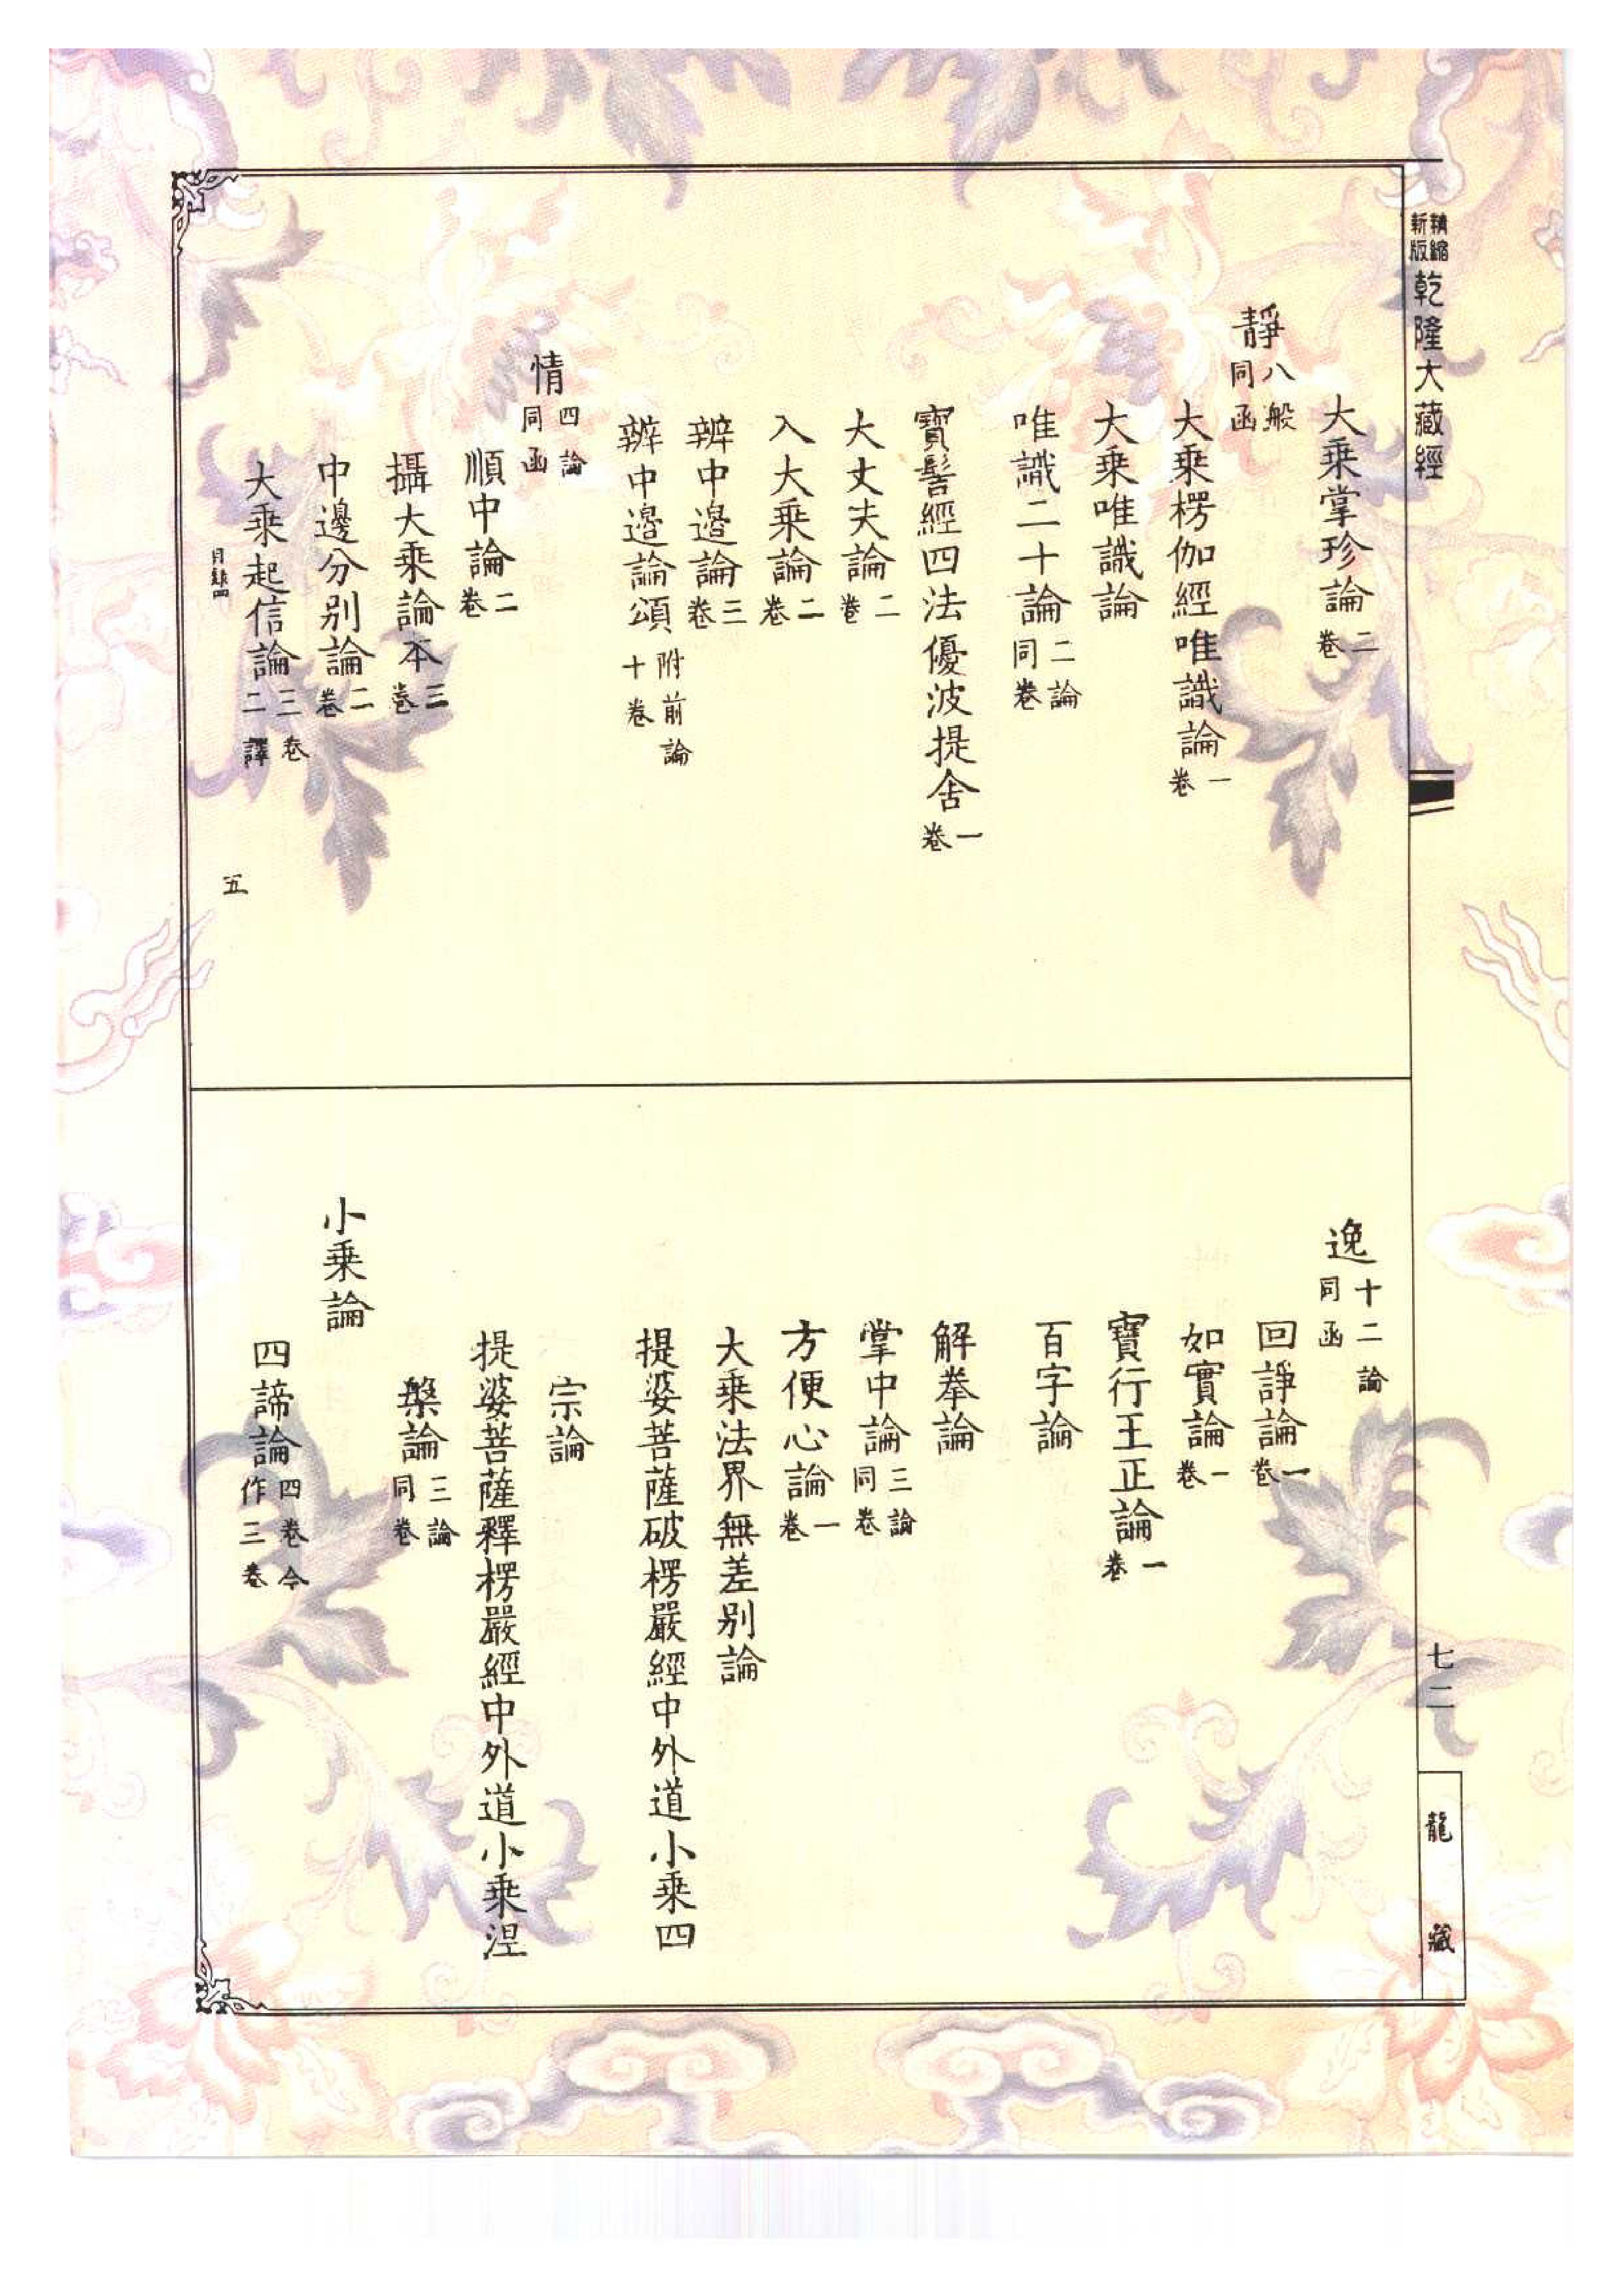 精縮新版 乾隆大藏經
七二
龍藏
大乘掌珍論 二卷
靜 八般同函
大乘楞伽經唯識論 一卷
大乘唯識論
唯識二十論 二論同卷
寶髻經四法優波提舍 一卷
大丈夫論 二卷
入大乘論 二卷
辨中邊論 三卷
辨中邊論頌 附前論十卷
情 四論同函
順中論 二卷
攝大乘論本 三卷
中邊分別論 二卷
大乘起信論 三卷二譯
目錄四
五
逸 十二論同函
回諍論 一卷
如實論 一卷
寶行王正論 一卷
百字論
解拳論
掌中論 三論同卷
方便心論 一卷
大乘法界無差別論
提婆菩薩破楞嚴經中外道小乘四
宗論
提婆菩薩釋楞嚴經中外道小乘涅
槃論 三論同卷
小乘論
四諦論 四卷今作三卷